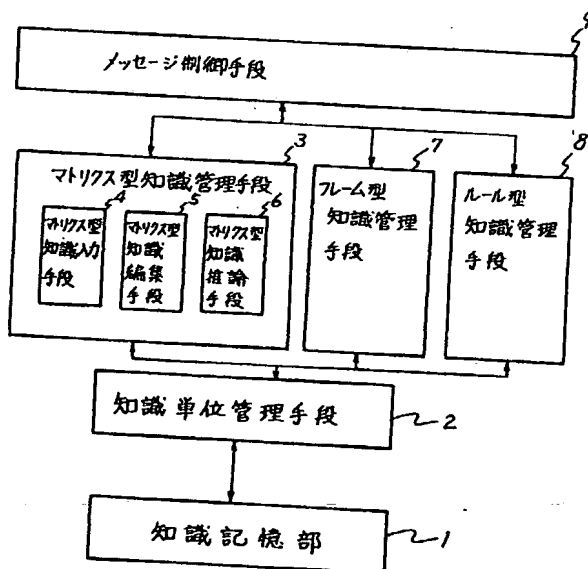 9
メッセージ制御手段
3
7
8
マトリクス型知識管理手段
4
5
6
マトリクス型
知識入力
手段
マトリクス型
知識
編集
手段
マトリクス型
知識
推論
手段
フレーム型
知識管理
手段
ルール型
知識管理
手段
知識単位管理手段
2
知識記憶部
1